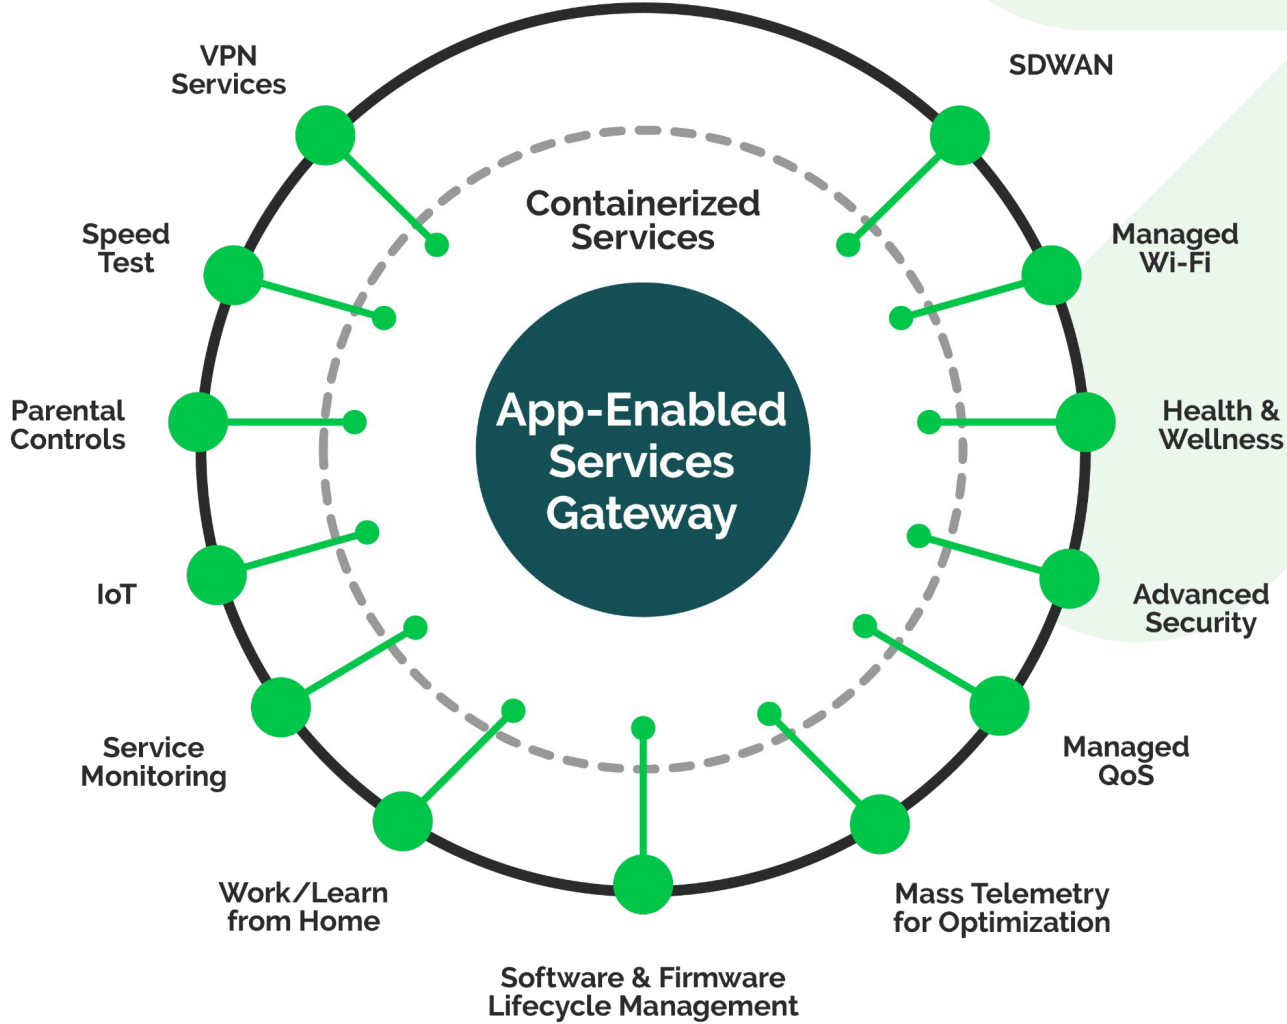 VPN
Services
SDWAN
Containerized
Services
Speed
Test
Managed
Wi-Fi
App-Enabled
Services
Gateway
Parental
Controls
Health &
Wellness
IoT
Advanced
Security
Service
Monitoring
Managed
QoS
Work/Learn
from Home
Mass Telemetry
for Optimization
Software & Firmware
Lifecycle Management